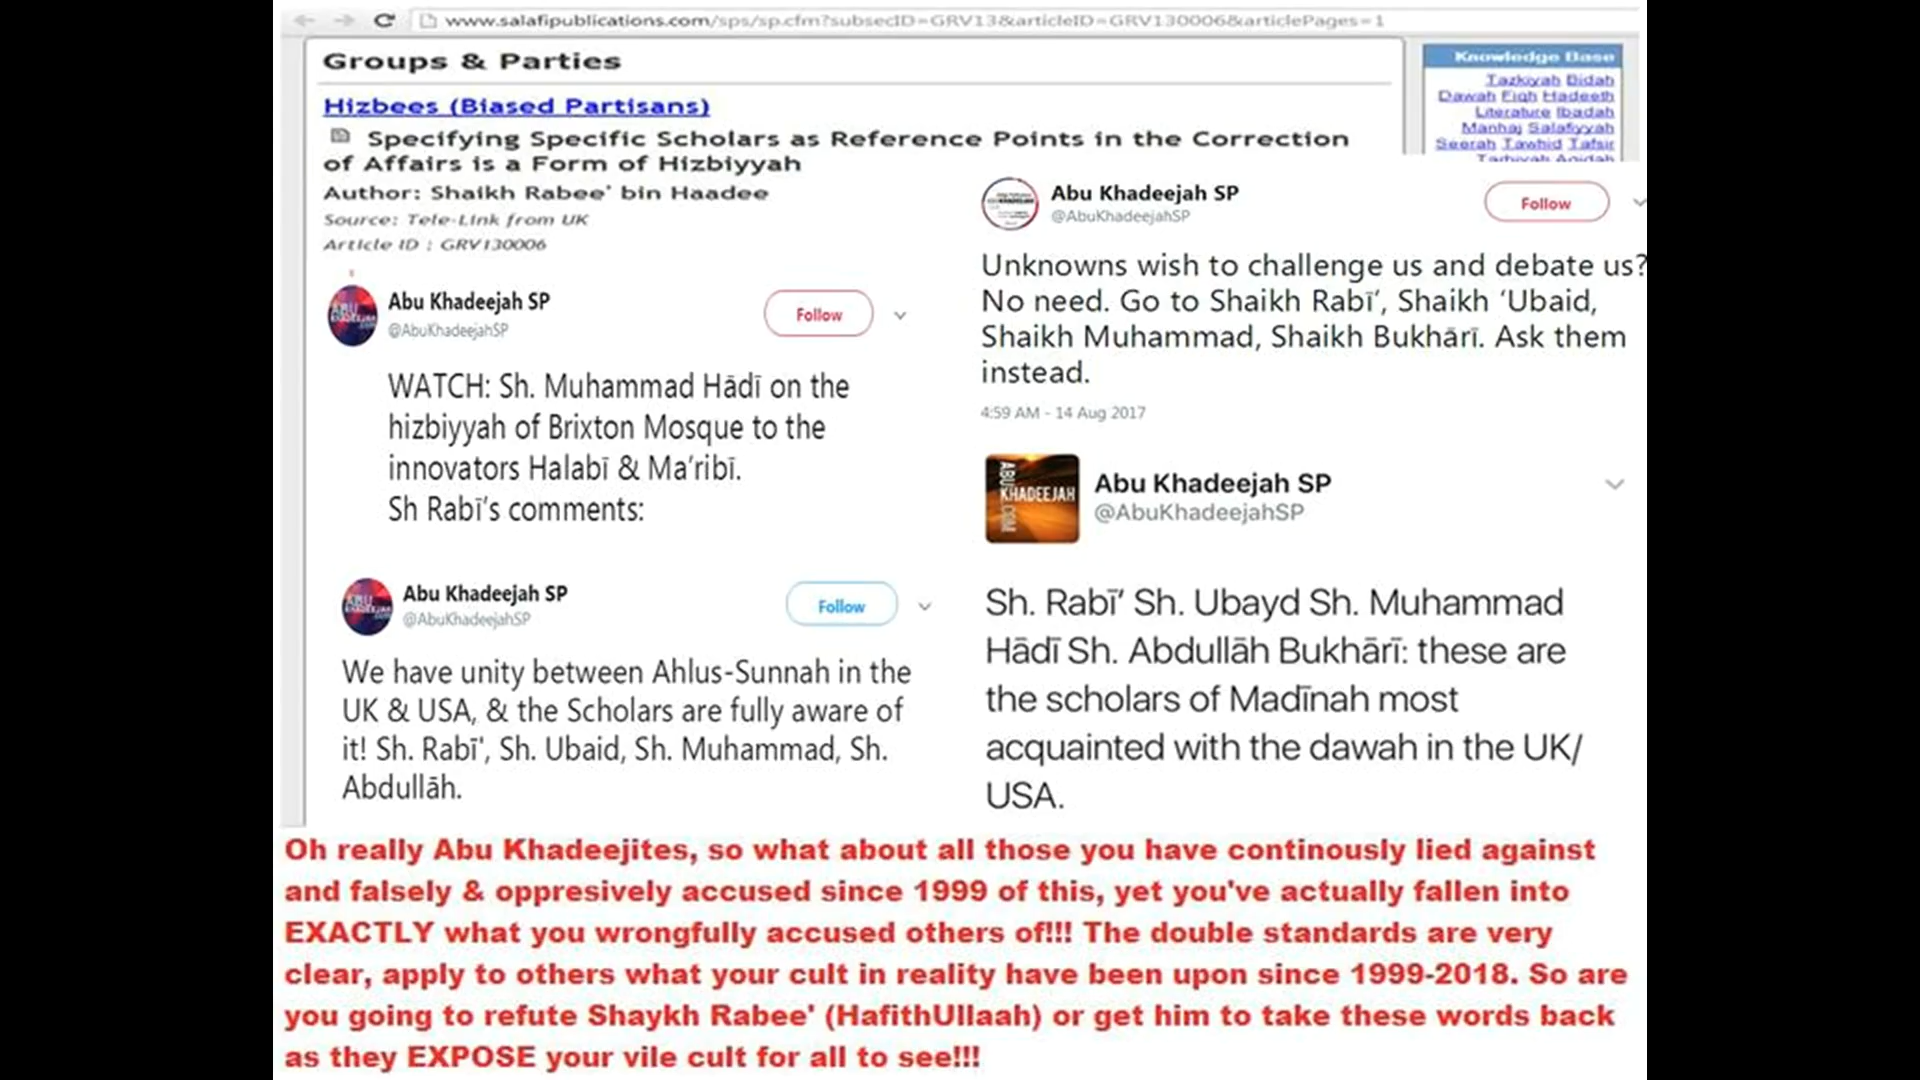 www.salafipublications.com/sps/sp.cfm?subsecID=GRV13&articleID=GRV130006&articlePages=1
Groups & Parties
Hizbees (Biased Partisans)
Specifying Specific Scholars as Reference Points in the Correction
of Affairs is a Form of Hizbiyyah
Author: Shaikh Rabee' bin Haadee
Source: Tele-Link from UK
Article ID : GRV130006
Knowledge Base
Tazkiyah Bidah
Dawah Fiqh Hadeeth
Literature Ibadah
Manhaj Salafiyyah
Seerah Tawhid Tafsir
Tarbiyah Aqidah
Abu Khadeejah SP
@AbuKhadeejahSP
Follow
WATCH: Sh. Muhammad Hādī on the
hizbiyyah of Brixton Mosque to the
innovators Halabī & Ma'ribī.
Sh Rabī's comments:
Abu Khadeejah SP
@AbuKhadeejahSP
Follow
We have unity between Ahlus-Sunnah in the
UK & USA, & the Scholars are fully aware of
it! Sh. Rabī', Sh. Ubaid, Sh. Muhammad, Sh.
Abdullāh.
Abu Khadeejah SP
@AbuKhadeejahSP
Follow
Unknowns wish to challenge us and debate us?
No need. Go to Shaikh Rabī’, Shaikh ‘Ubaid,
Shaikh Muhammad, Shaikh Bukhārī. Ask them
instead.
4:59 AM - 14 Aug 2017
ABU KHADEEJAH .COM
Abu Khadeejah SP
@AbuKhadeejahSP
Sh. Rabī’ Sh. Ubayd Sh. Muhammad
Hādī Sh. Abdullāh Bukhārī: these are
the scholars of Madīnah most
acquainted with the dawah in the UK/
USA.
Oh really Abu Khadeejites, so what about all those you have continously lied against
and falsely & oppresively accused since 1999 of this, yet you've actually fallen into
EXACTLY what you wrongfully accused others of!!! The double standards are very
clear, apply to others what your cult in reality have been upon since 1999-2018. So are
you going to refute Shaykh Rabee' (HafithUllaah) or get him to take these words back
as they EXPOSE your vile cult for all to see!!!